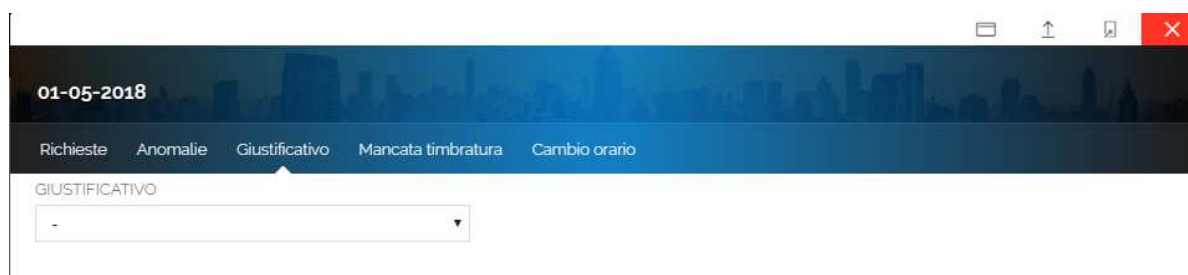 01-05-2018
Richieste Anomalie Giustificativo Mancata timbratura Cambio orario
GIUSTIFICATIVO
-